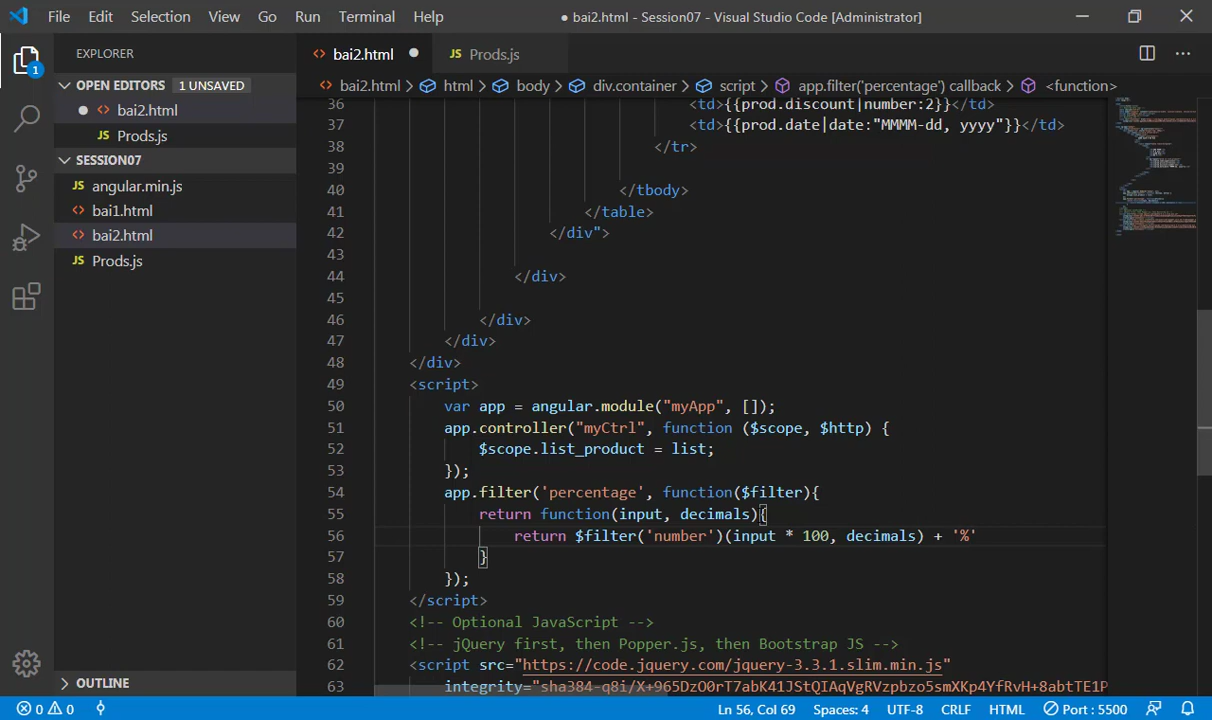 File Edit Selection View Go Run Terminal Help ● bai2.html - Session07 - Visual Studio Code [Administrator]
EXPLORER
1
OPEN EDITORS 1 UNSAVED
● <> bai2.html
JS Prods.js
SESSION07
JS angular.min.js
<> bai1.html
<> bai2.html
JS Prods.js
OUTLINE
<> bai2.html ● JS Prods.js
<> bai2.html > html > body > div.container > script > app.filter('percentage') callback > <function>
36 <td>{{prod.discount|number:2}}</td>
37 <td>{{prod.date|date:"MMMM-dd, yyyy"}}</td>
38 </tr>
39
40 </tbody>
41 </table>
42 </div">
43
44 </div>
45
46 </div>
47 </div>
48 </div>
49 <script>
50 var app = angular.module("myApp", []);
51 app.controller("myCtrl", function ($scope, $http) {
52 $scope.list_product = list;
53 });
54 app.filter('percentage', function($filter){
55 return function(input, decimals){
56 return $filter('number')(input * 100, decimals) + '%'
57 }
58 });
59 </script>
60 <!-- Optional JavaScript -->
61 <!-- jQuery first, then Popper.js, then Bootstrap JS -->
62 <script src="https://code.jquery.com/jquery-3.3.1.slim.min.js"
63 integrity="sha384-q8i/X+965DzO0rT7abK41JStQIAqVgRVzpbzo5smXKp4YfRvH+8abtTE1P
0 0 Ln 56, Col 69 Spaces: 4 UTF-8 CRLF HTML Port : 5500